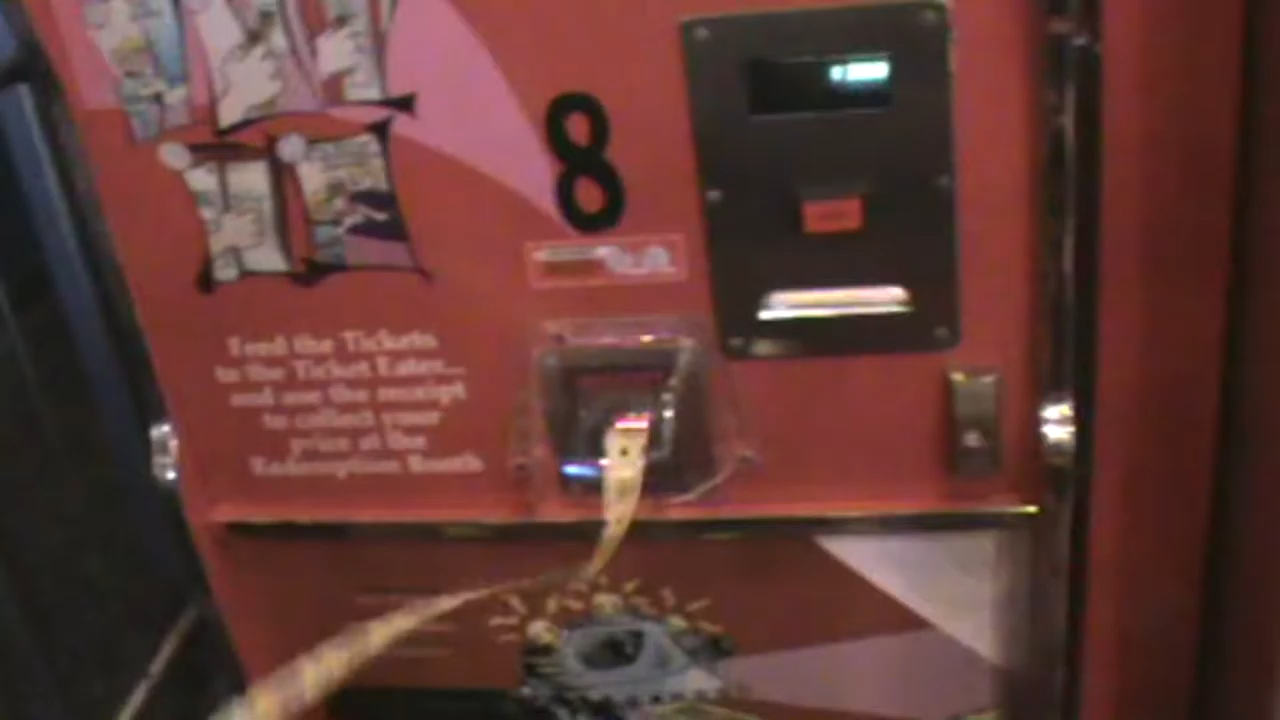 8
Feed the Tickets
to the Ticket Eater...
and use the receipt
to collect your
prize at the
Redemption Booth